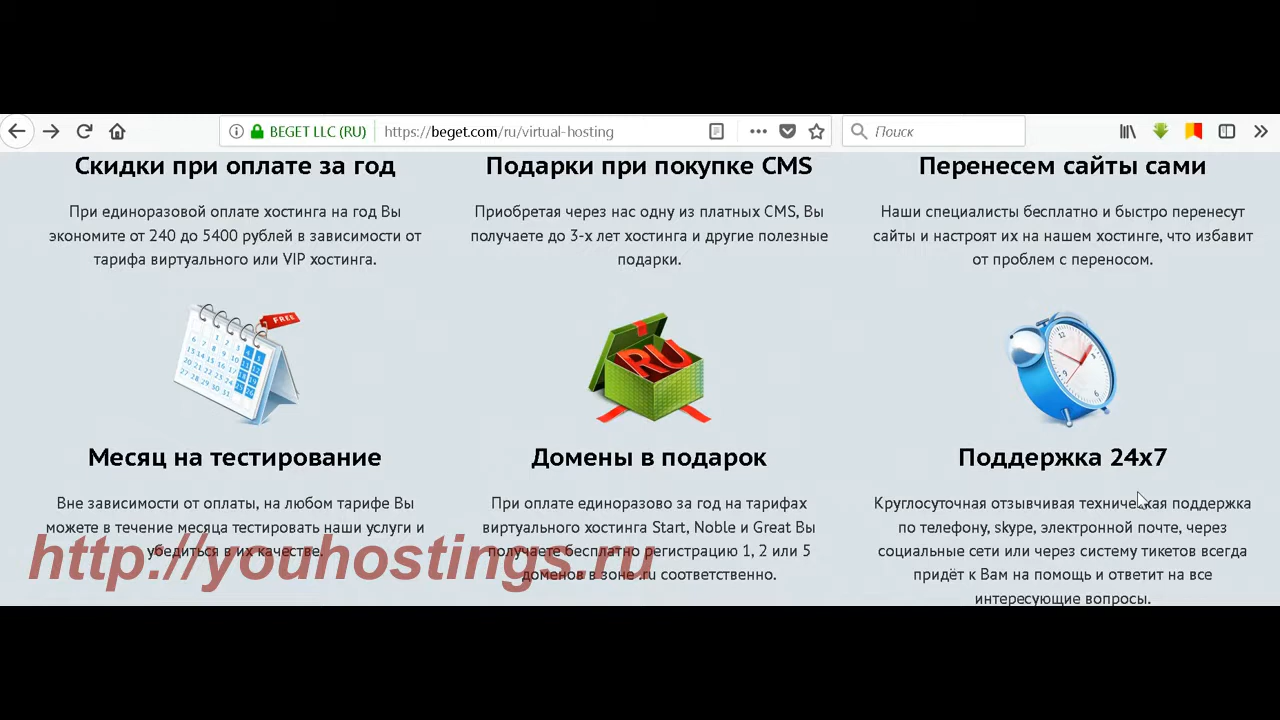 BEGET LLC (RU)
https://beget.com/ru/virtual-hosting
Поиск
Скидки при оплате за год
При единоразовой оплате хостинга на год Вы
экономите от 240 до 5400 рублей в зависимости от
тарифа виртуального или VIP хостинга.
Подарки при покупке CMS
Приобретая через нас одну из платных CMS, Вы
получаете до 3-х лет хостинга и другие полезные
подарки.
Перенесем сайты сами
Наши специалисты бесплатно и быстро перенесут
сайты и настроят их на нашем хостинге, что избавит
от проблем с переносом.
FREE
RU
Месяц на тестирование
Вне зависимости от оплаты, на любом тарифе Вы
можете в течение месяца тестировать наши услуги и
убедиться в их качестве.
Домены в подарок
При оплате единоразово за год на тарифах
виртуального хостинга Start, Noble и Great Вы
получаете бесплатно регистрацию 1, 2 или 5
доменов в зоне .ru соответственно.
Поддержка 24x7
Круглосуточная отзывчивая техническая поддержка
по телефону, skype, электронной почте, через
социальные сети или через систему тикетов всегда
придёт к Вам на помощь и ответит на все
интересующие вопросы.
http://youhostings.ru